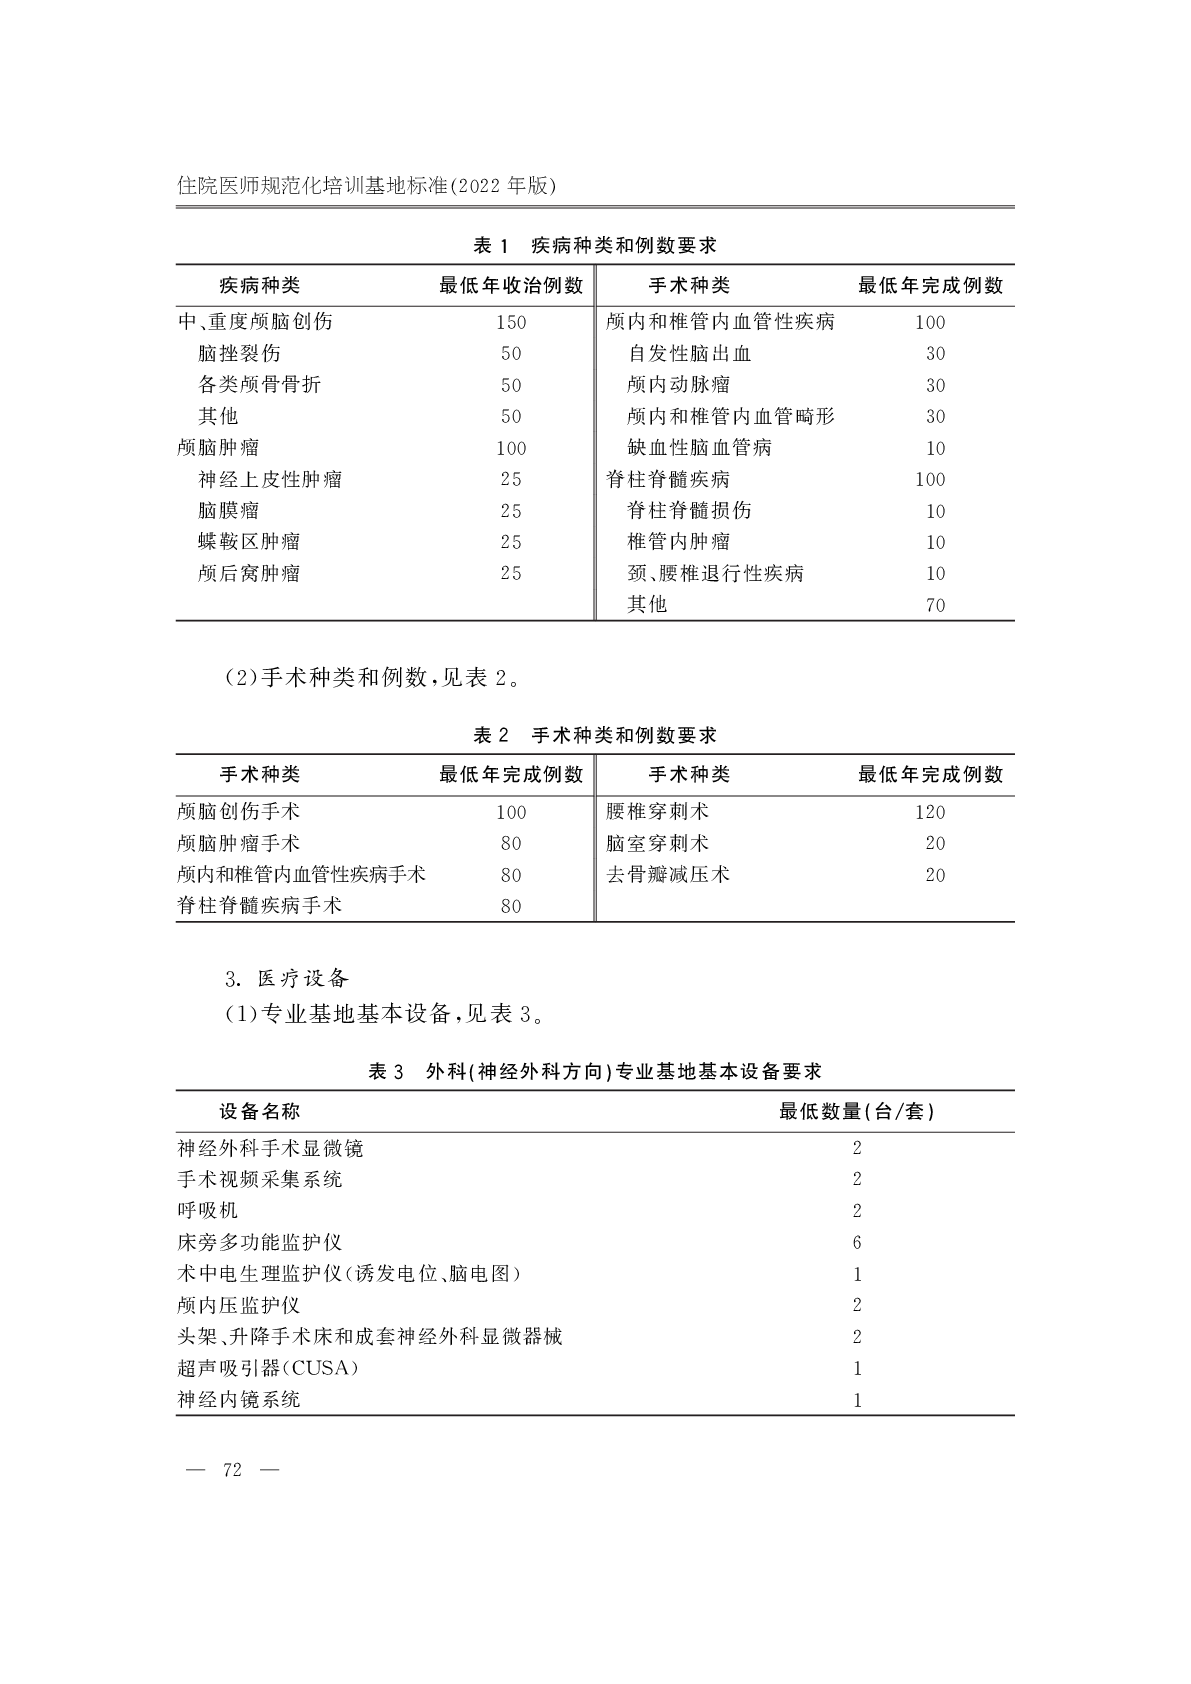 住院医师规范化培训基地标准(2022 年版)
表 1 疾病种类和例数要求
疾病种类 最低年收治例数 手术种类 最低年完成例数
中、重度颅脑创伤 150 颅内和椎管内血管性疾病 100
脑挫裂伤 50 自发性脑出血 30
各类颅骨骨折 50 颅内动脉瘤 30
其他 50 颅内和椎管内血管畸形 30
颅脑肿瘤 100 缺血性脑血管病 10
神经上皮性肿瘤 25 脊柱脊髓疾病 100
脑膜瘤 25 脊柱脊髓损伤 10
蝶鞍区肿瘤 25 椎管内肿瘤 10
颅后窝肿瘤 25 颈、腰椎退行性疾病 10
其他 70
(2)手术种类和例数,见表 2。
表 2 手术种类和例数要求
手术种类 最低年完成例数 手术种类 最低年完成例数
颅脑创伤手术 100 腰椎穿刺术 120
颅脑肿瘤手术 80 脑室穿刺术 20
颅内和椎管内血管性疾病手术 80 去骨瓣减压术 20
脊柱脊髓疾病手术 80
3. 医疗设备
(1)专业基地基本设备,见表 3。
表 3 外科(神经外科方向)专业基地基本设备要求
设备名称 最低数量(台/套)
神经外科手术显微镜 2
手术视频采集系统 2
呼吸机 2
床旁多功能监护仪 6
术中电生理监护仪(诱发电位、脑电图) 1
颅内压监护仪 2
头架、升降手术床和成套神经外科显微器械 2
超声吸引器(CUSA) 1
神经内镜系统 1
— 72 —